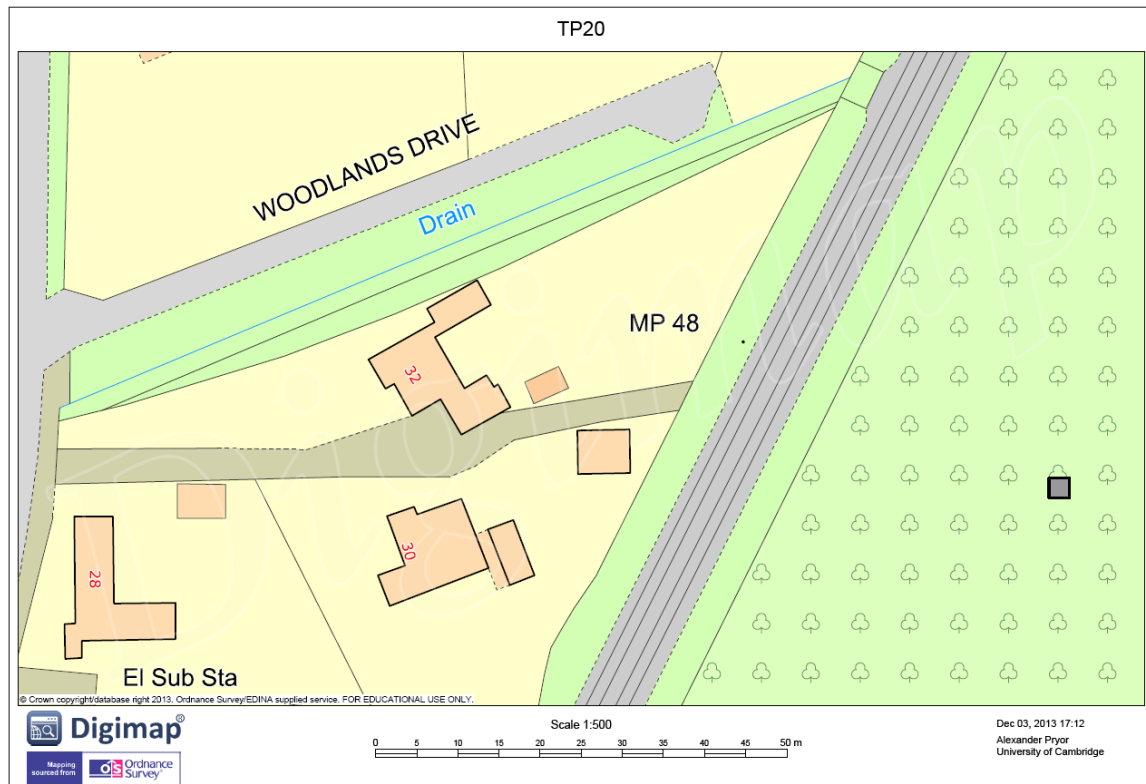 TP20
WOODLANDS DRIVE
Drain
MP 48
32
30
28
El Sub Sta
© Crown copyright/database right 2013. Ordnance Survey/EDINA supplied service. FOR EDUCATIONAL USE ONLY.
Digimap
Digimap®
Mapping
sourced from
OS Ordnance
Survey®
Scale 1:500
0 5 10 15 20 25 30 35 40 45 50 m
Dec 03, 2013 17:12
Alexander Pryor
University of Cambridge